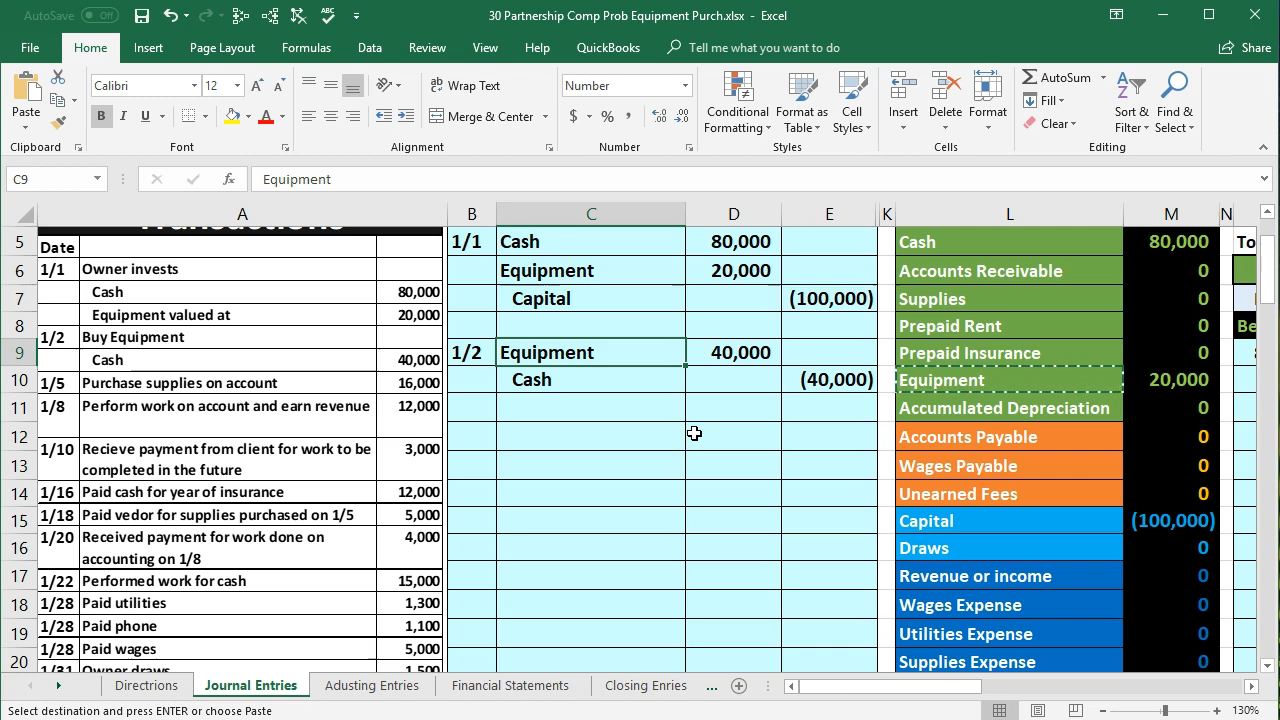 AutoSave Off 30 Partnership Comp Prob Equipment Purch.xlsx - Excel
File Home Insert Page Layout Formulas Data Review View Help QuickBooks Tell me what you want to do Share
Paste Calibri 12 A A Wrap Text Number Conditional Formatting Format as Table Cell Styles Insert Delete Format AutoSum Fill Clear Sort & Filter Find & Select
B I U A Merge & Center $ % ,
Clipboard Font Alignment Number Styles Cells Editing
C9 fx Equipment
A B C D E K L M N
5 Date 1/1 Cash 80,000 Cash 80,000 To
6 1/1 Owner invests Equipment 20,000 Accounts Receivable 0
7 Cash 80,000 Capital (100,000) Supplies 0
8 Equipment valued at 20,000 Prepaid Rent 0 Be
9 1/2 Buy Equipment 1/2 Equipment 40,000 Prepaid Insurance 0
10 Cash 40,000 Cash (40,000) Equipment 20,000
11 1/5 Purchase supplies on account 16,000 Accumulated Depreciation 0
12 1/8 Perform work on account and earn revenue 12,000 Accounts Payable 0
13 1/10 Recieve payment from client for work to be completed in the future 3,000 Wages Payable 0
14 1/16 Paid cash for year of insurance 12,000 Unearned Fees 0
15 1/18 Paid vedor for supplies purchased on 1/5 5,000 Capital (100,000)
16 1/20 Received payment for work done on accounting on 1/8 4,000 Draws 0
17 1/22 Performed work for cash 15,000 Revenue or income 0
18 1/28 Paid utilities 1,300 Wages Expense 0
19 1/28 Paid phone 1,100 Utilities Expense 0
20 1/28 Paid wages 5,000 Supplies Expense 0
1/31 Owner draws 1,500
Directions Journal Entries Adusting Entries Financial Statements Closing Enries ...
Select destination and press ENTER or choose Paste 130%